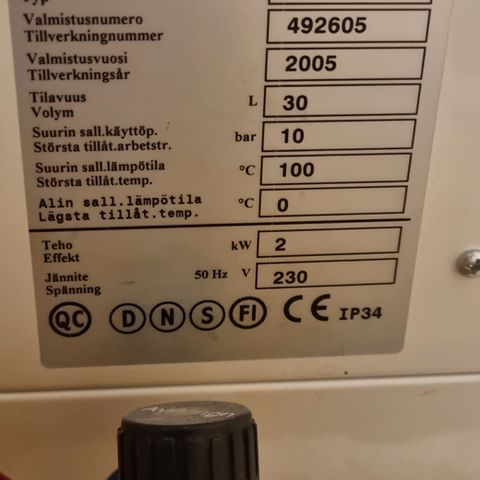 Typ
Valmistusnumero
Tillverkningnummer 492605
Valmistusvuosi
Tillverkningsår 2005
Tilavuus
Volym L 30
Suurin sall.käyttöp.
Största tillåt.arbetstr. bar 10
Suurin sall.lämpötila
Största tillåt.temp. °C 100
Alin sall.lämpötila
Lägsta tillåt.temp. °C 0
Teho
Effekt kW 2
Jännite
Spänning 50 Hz V 230
QC D N S FI CE IP34